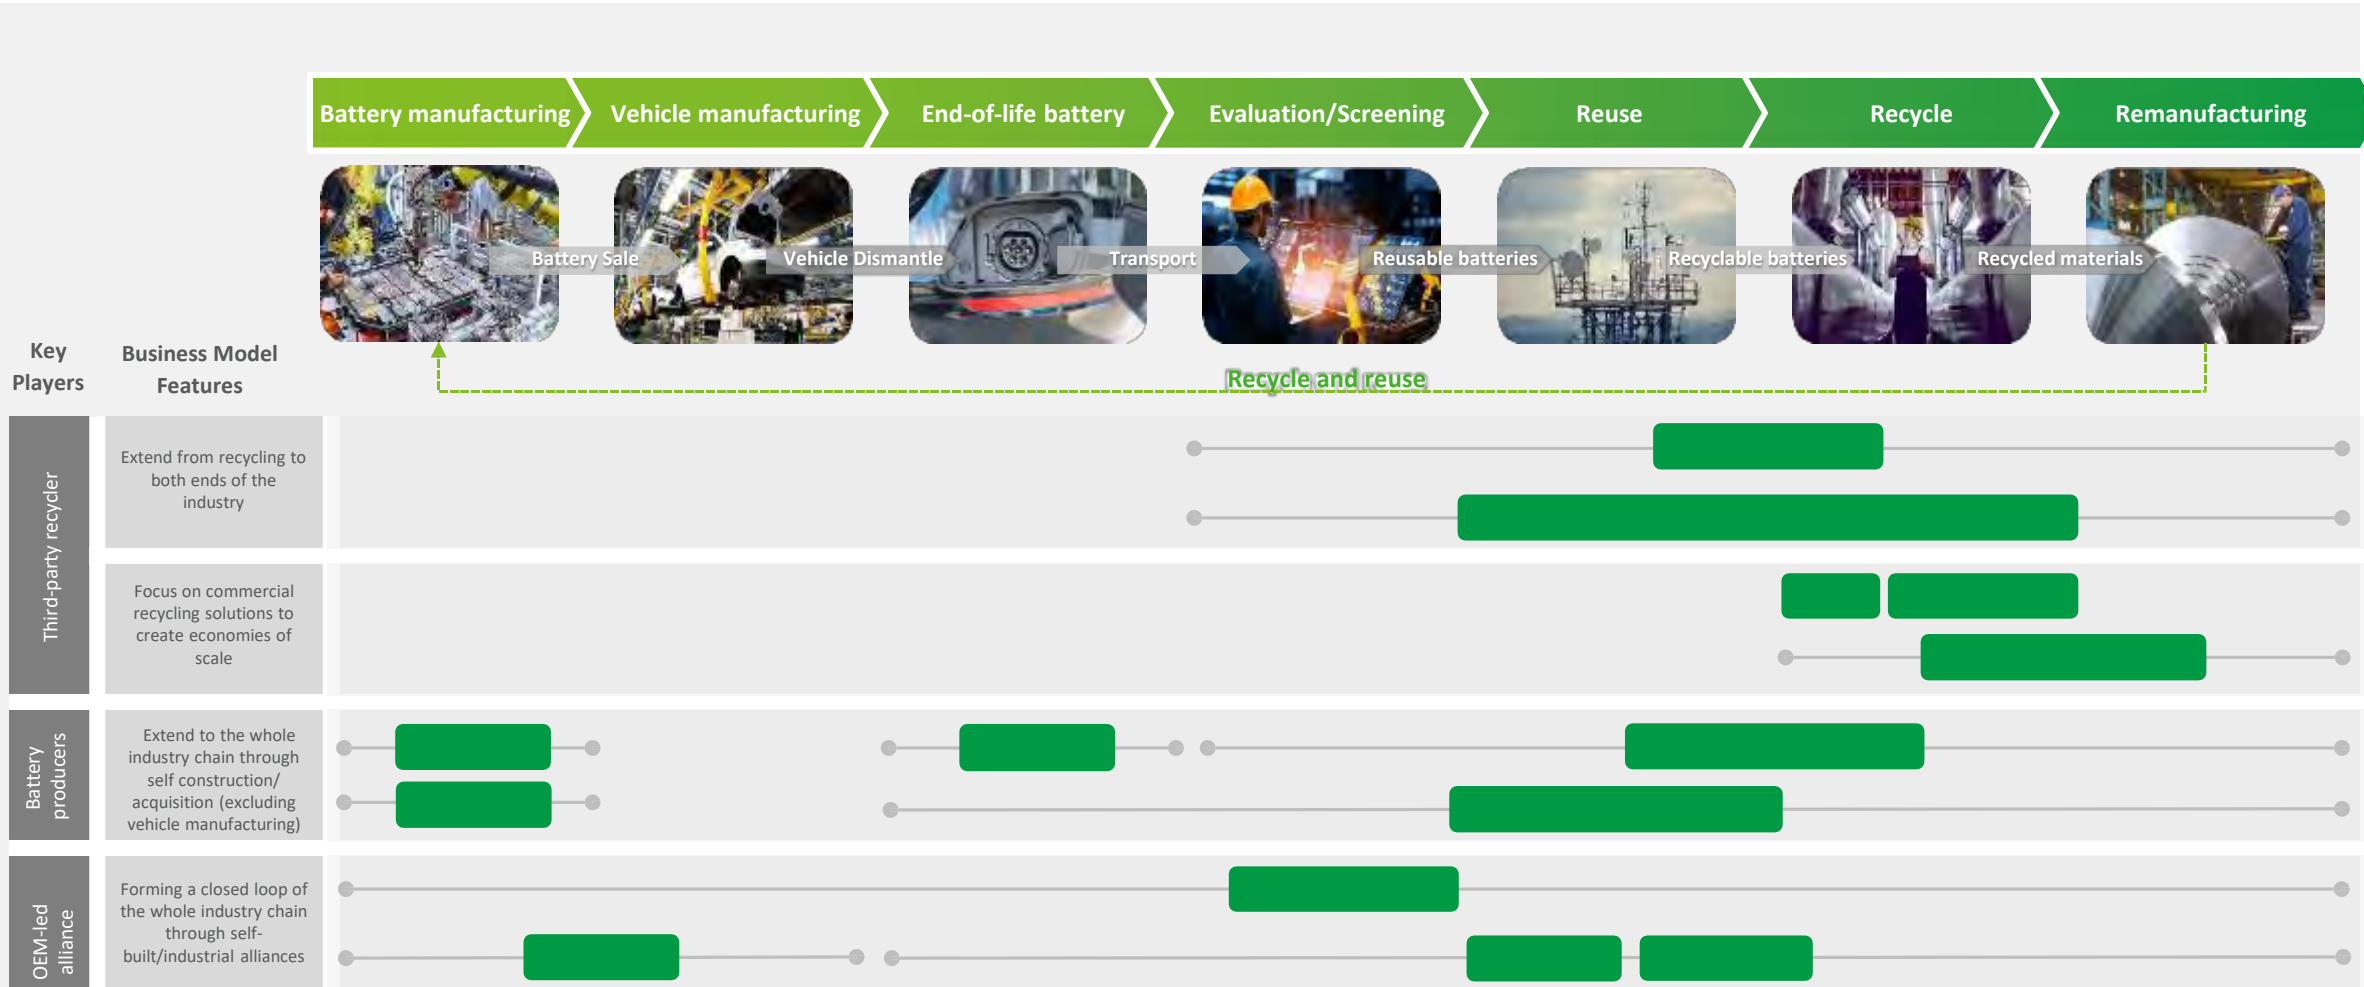 Battery manufacturing
Vehicle manufacturing
End-of-life battery
Evaluation/Screening
Reuse
Recycle
Remanufacturing
Battery Sale
Vehicle Dismantle
Transport
Reusable batteries
Recyclable batteries
Recycled materials
Key
Players
Business Model
Features
Recycle and reuse
Third-party recycler
Extend from recycling to
both ends of the
industry
Focus on commercial
recycling solutions to
create economies of
scale
Battery
producers
Extend to the whole
industry chain through
self construction/
acquisition (excluding
vehicle manufacturing)
OEM-led
alliance
Forming a closed loop of
the whole industry chain
through self-
built/industrial alliances